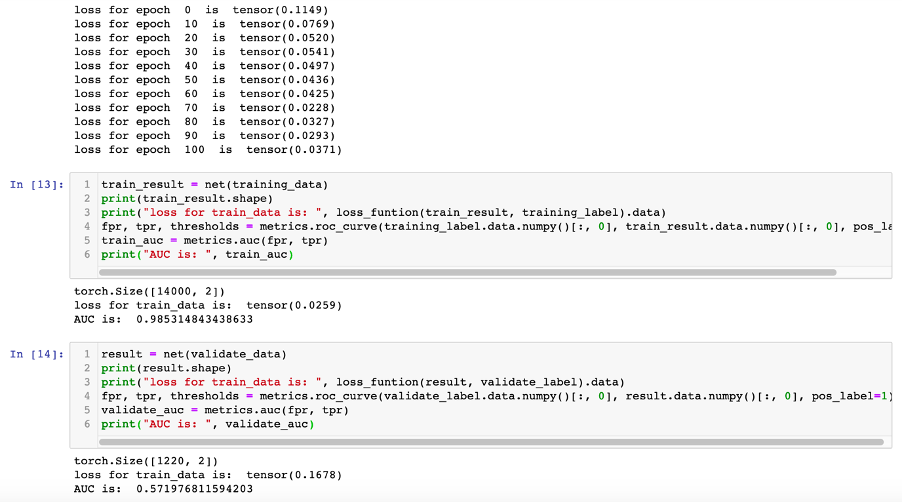 loss for epoch  0  is  tensor(0.1149)
loss for epoch  10  is  tensor(0.0769)
loss for epoch  20  is  tensor(0.0520)
loss for epoch  30  is  tensor(0.0541)
loss for epoch  40  is  tensor(0.0497)
loss for epoch  50  is  tensor(0.0436)
loss for epoch  60  is  tensor(0.0425)
loss for epoch  70  is  tensor(0.0228)
loss for epoch  80  is  tensor(0.0327)
loss for epoch  90  is  tensor(0.0293)
loss for epoch  100  is  tensor(0.0371)
In [13]: 1 train_result = net(training_data)
2 print(train_result.shape)
3 print("loss for train_data is: ", loss_funtion(train_result, training_label).data)
4 fpr, tpr, thresholds = metrics.roc_curve(training_label.data.numpy()[:, 0], train_result.data.numpy()[:, 0], pos_la
5 train_auc = metrics.auc(fpr, tpr)
6 print("AUC is: ", train_auc)
torch.Size([14000, 2])
loss for train_data is:  tensor(0.0259)
AUC is:  0.985314843438633
In [14]: 1 result = net(validate_data)
2 print(result.shape)
3 print("loss for train_data is: ", loss_funtion(result, validate_label).data)
4 fpr, tpr, thresholds = metrics.roc_curve(validate_label.data.numpy()[:, 0], result.data.numpy()[:, 0], pos_label=1)
5 validate_auc = metrics.auc(fpr, tpr)
6 print("AUC is: ", validate_auc)
torch.Size([1220, 2])
loss for train_data is:  tensor(0.1678)
AUC is:  0.571976811594203